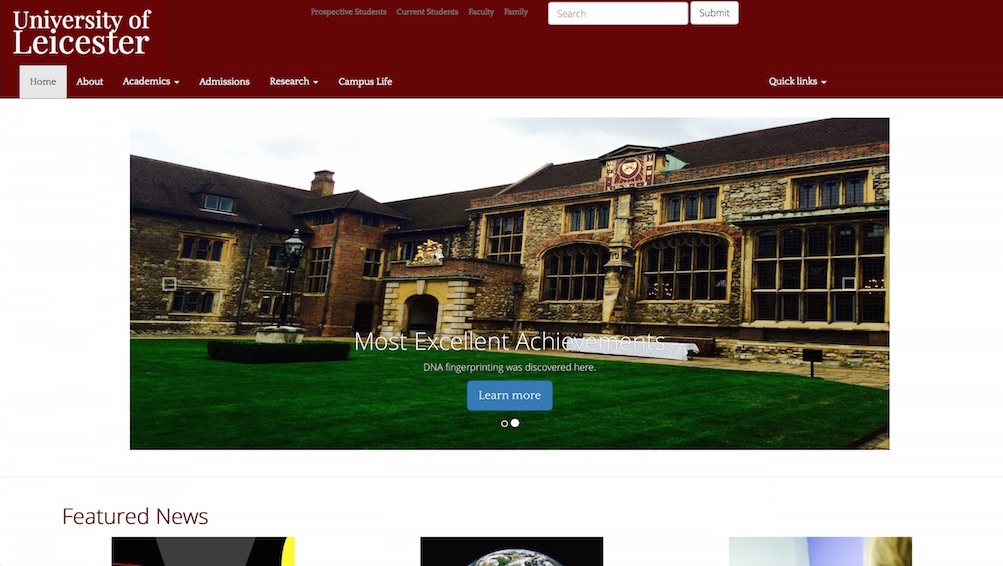 University of
Leicester
Prospective Students Current Students Faculty Family
Search
Submit
Home About Academics Admissions Research Campus Life Quick links
Most Excellent Achievements
DNA fingerprinting was discovered here.
Learn more
Featured News